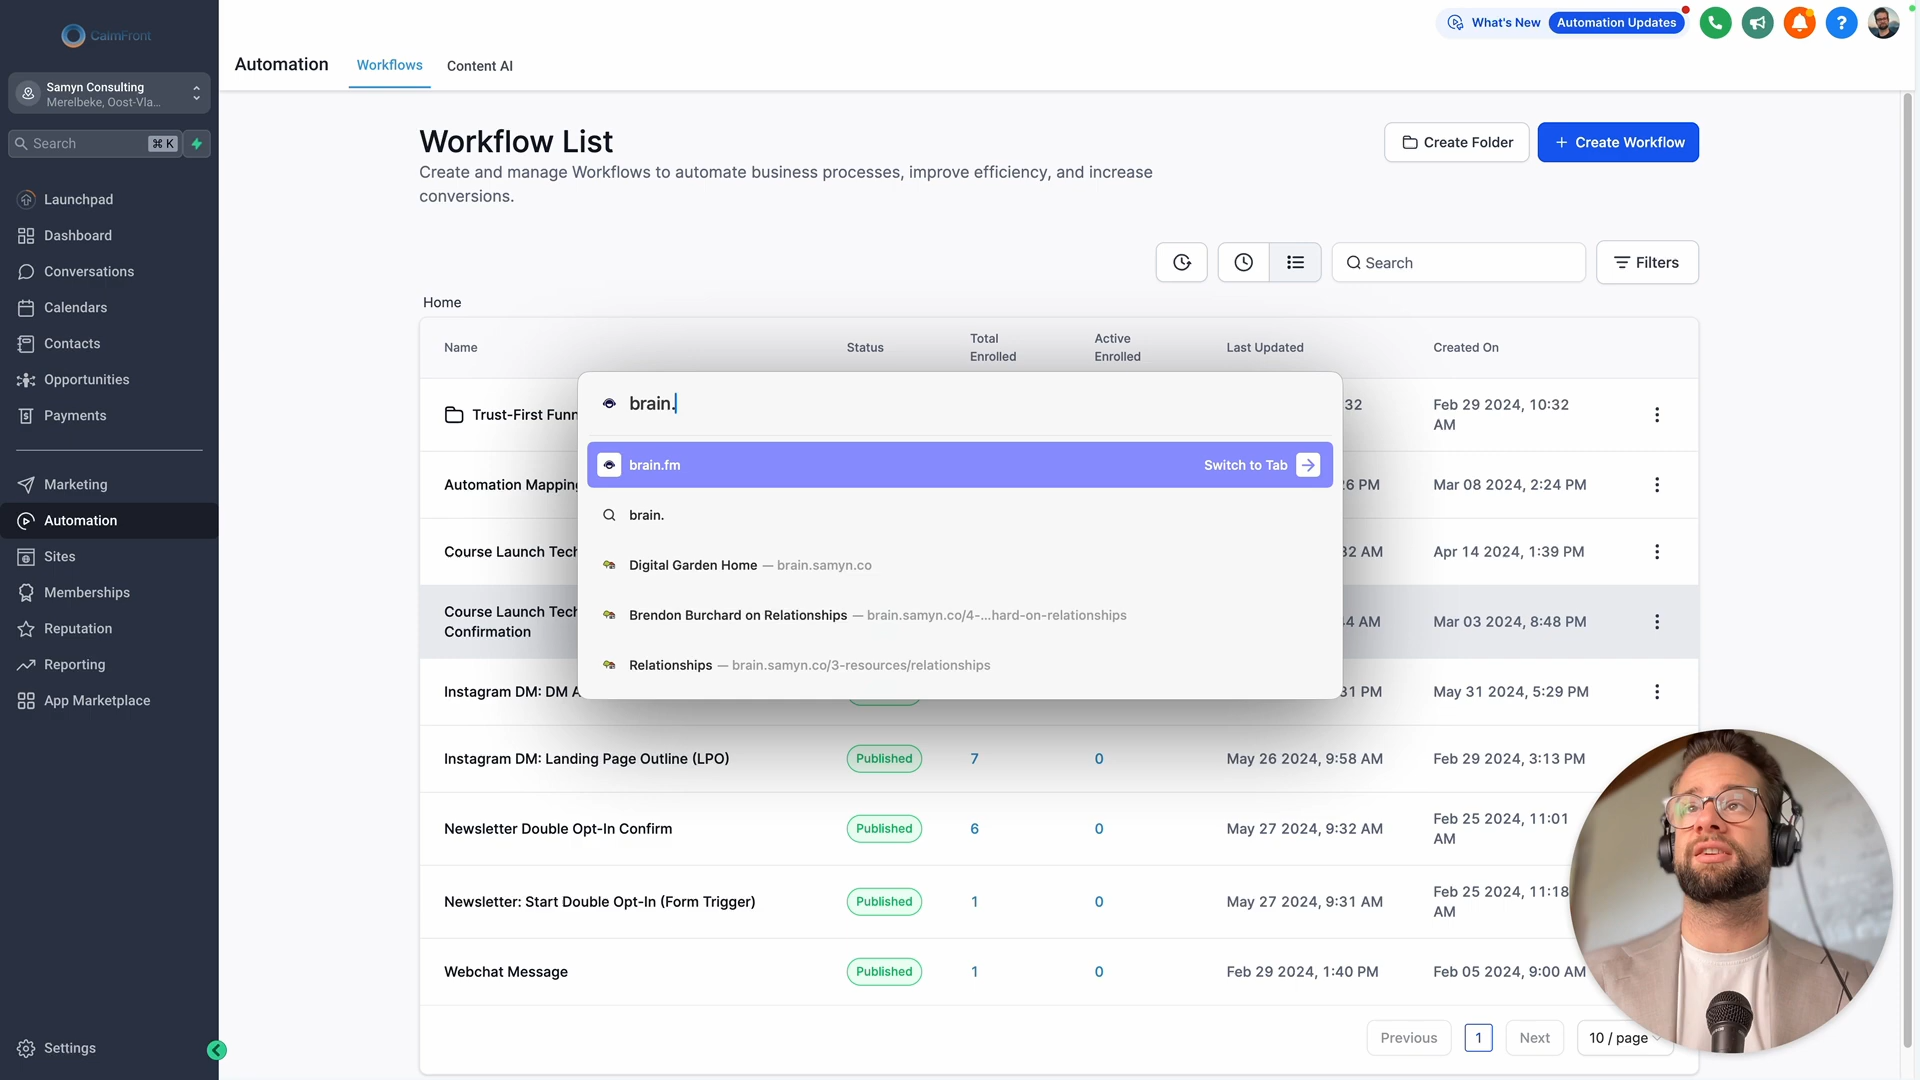 CalmFront
Samyn Consulting
Merelbeke, Oost-Vla...
Search
⌘ K
Launchpad
Dashboard
Conversations
Calendars
Contacts
Opportunities
Payments
Marketing
Automation
Sites
Memberships
Reputation
Reporting
App Marketplace
Settings
What's New
Automation Updates
Automation
Workflows
Content AI
Workflow List
Create and manage Workflows to automate business processes, improve efficiency, and increase
conversions.
Create Folder
+ Create Workflow
Search
Filters
Home
Name
Status
Total
Enrolled
Active
Enrolled
Last Updated
Created On
brain.
brain.fm
Switch to Tab
brain.
Digital Garden Home — brain.samyn.co
Brendon Burchard on Relationships — brain.samyn.co/4-...hard-on-relationships
Relationships — brain.samyn.co/3-resources/relationships
Trust-First Funn
:32
Feb 29 2024, 10:32
AM
Automation Mapping
26 PM
Mar 08 2024, 2:24 PM
Course Launch Tech
32 AM
Apr 14 2024, 1:39 PM
Course Launch Tech
Confirmation
4 AM
Mar 03 2024, 8:48 PM
Instagram DM: DM A
31 PM
May 31 2024, 5:29 PM
Instagram DM: Landing Page Outline (LPO)
Published
7
0
May 26 2024, 9:58 AM
Feb 29 2024, 3:13 PM
Newsletter Double Opt-In Confirm
Published
6
0
May 27 2024, 9:32 AM
Feb 25 2024, 11:01
AM
Newsletter: Start Double Opt-In (Form Trigger)
Published
1
0
May 27 2024, 9:31 AM
Feb 25 2024, 11:18
AM
Webchat Message
Published
1
0
Feb 29 2024, 1:40 PM
Feb 05 2024, 9:00 AM
Previous
1
Next
10 / page